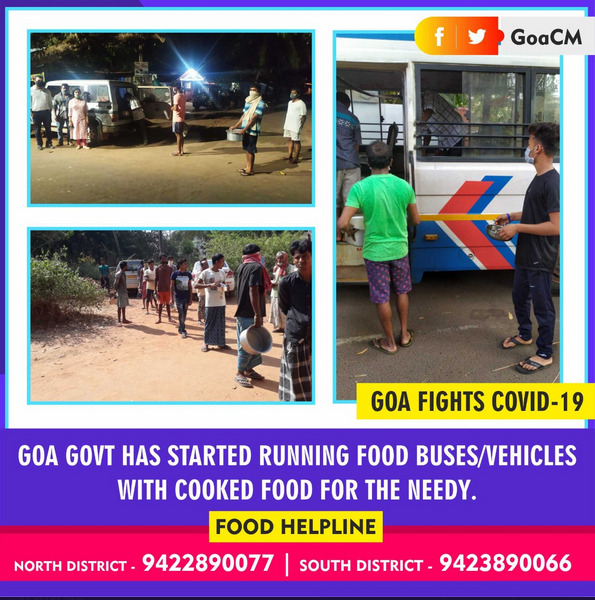 f GoaCM
GOA FIGHTS COVID-19
GOA GOVT HAS STARTED RUNNING FOOD BUSES/VEHICLES
WITH COOKED FOOD FOR THE NEEDY.
FOOD HELPLINE
NORTH DISTRICT - 9422890077 | SOUTH DISTRICT - 9423890066